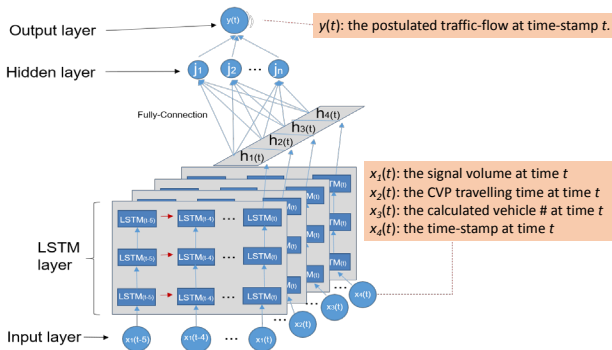 Output layer
y(t)
y(t): the postulated traffic-flow at time-stamp t.
Hidden layer
j1 j2 ... jn
Fully-Connection
h4(t)
h3(t)
h2(t)
h1(t)
x1(t): the signal volume at time t
x2(t): the CVP travelling time at time t
x3(t): the calculated vehicle # at time t
x4(t): the time-stamp at time t
LSTM layer
LSTM(t-5) LSTM(t-4) ... LSTM(t)
LSTM(t-5) LSTM(t-4) ... LSTM(t)
LSTM(t-5) LSTM(t-4) ... LSTM(t)
STM(t)
Input layer
x1(t-5) x1(t-4) ... x1(t) ... x2(t) ... x3(t) ... x4(t)